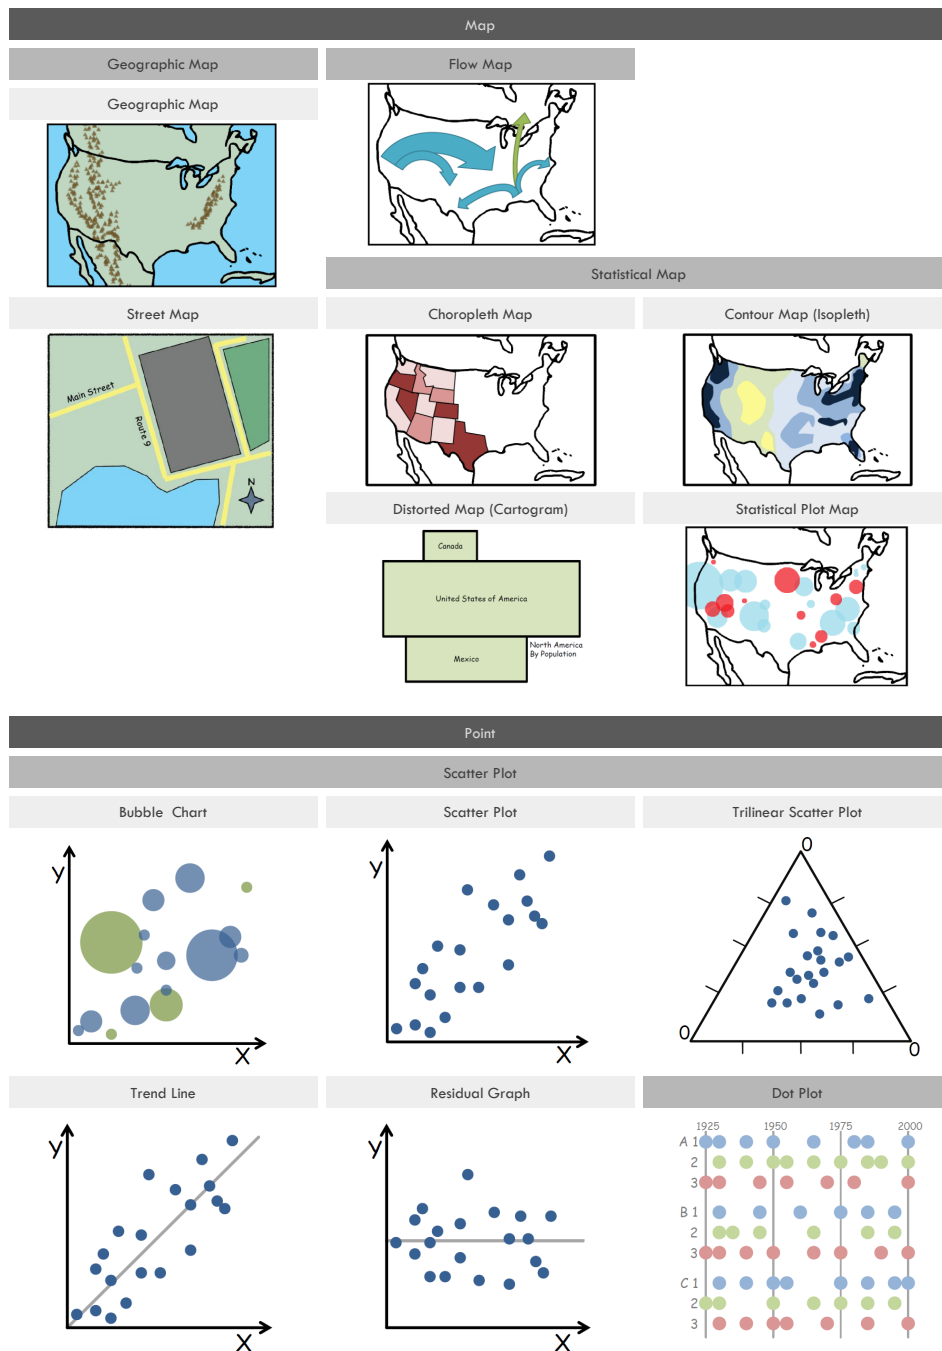 Map
Geographic Map
Flow Map
Geographic Map
Statistical Map
Street Map
Choropleth Map
Contour Map (Isopleth)
Main Street
Route 9
N
Distorted Map (Cartogram)
Statistical Plot Map
Canada
United States of America
Mexico
North America
By Population
Point
Scatter Plot
Bubble Chart
Scatter Plot
Trilinear Scatter Plot
y
x
y
x
0
0
0
Trend Line
Residual Graph
Dot Plot
y
x
y
x
1925 1950 1975 2000
A 1
2
3
B 1
2
3
C 1
2
3